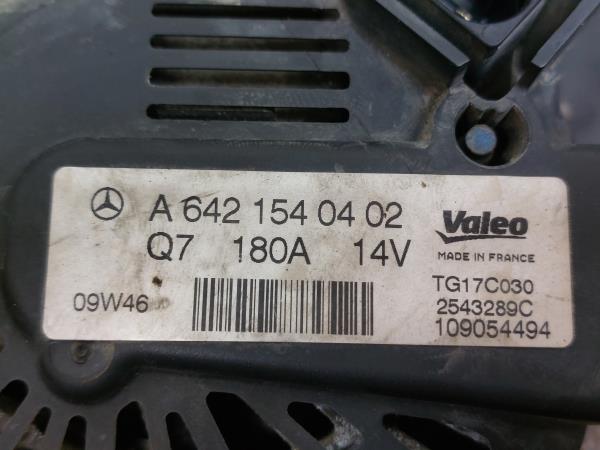 A 642 154 04 02
Q7 180A 14V
09W46
Valeo
MADE IN FRANCE
TG17C030
2543289C
109054494